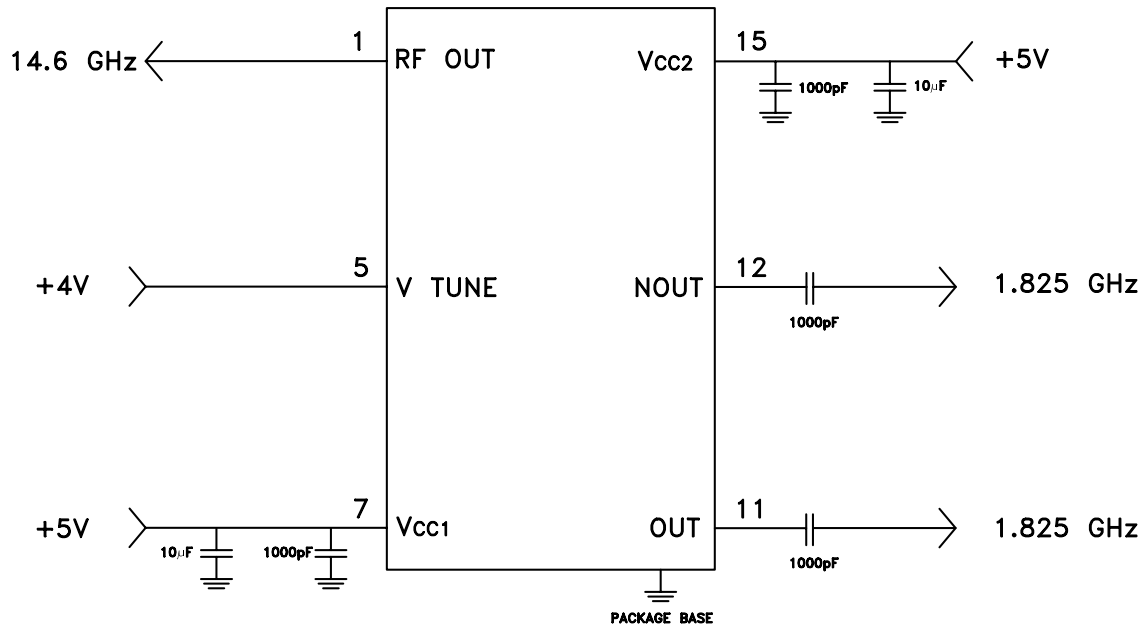 14.6 GHz
1
RF OUT
Vcc2
15
+5V
1000pF
10μF
+4V
5
V TUNE
NOUT
12
1.825 GHz
1000pF
+5V
7
Vcc1
OUT
11
1.825 GHz
10μF
1000pF
1000pF
PACKAGE BASE